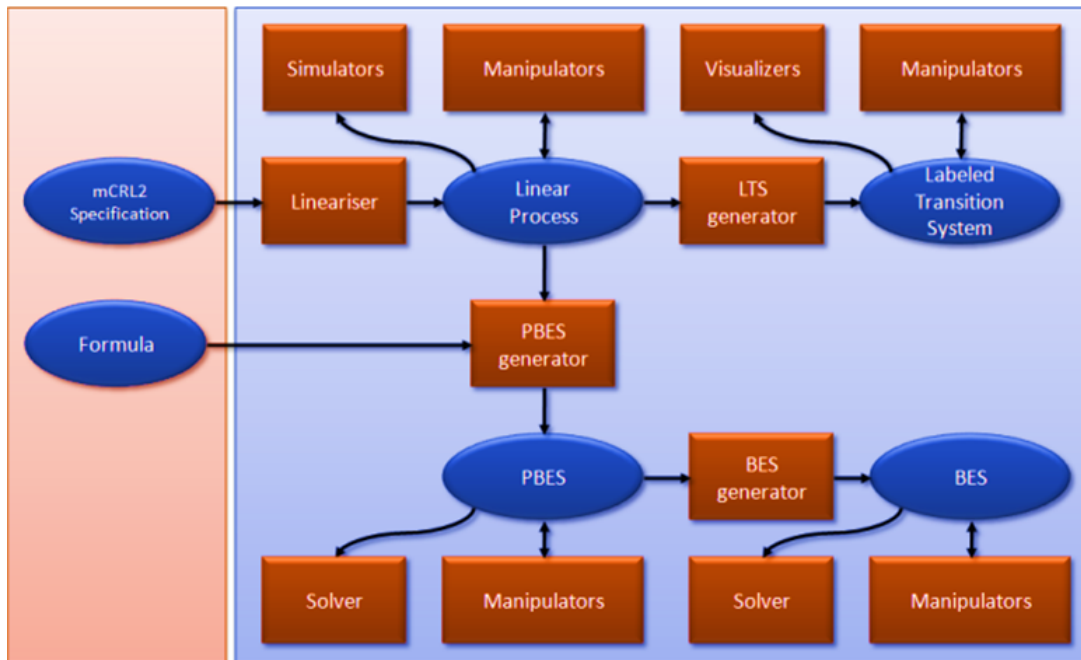 Simulators
Manipulators
Visualizers
Manipulators
mCRL2
Specification
Lineariser
Linear
Process
LTS
generator
Labeled
Transition
System
Formula
PBES
generator
PBES
BES
generator
BES
Solver
Manipulators
Solver
Manipulators